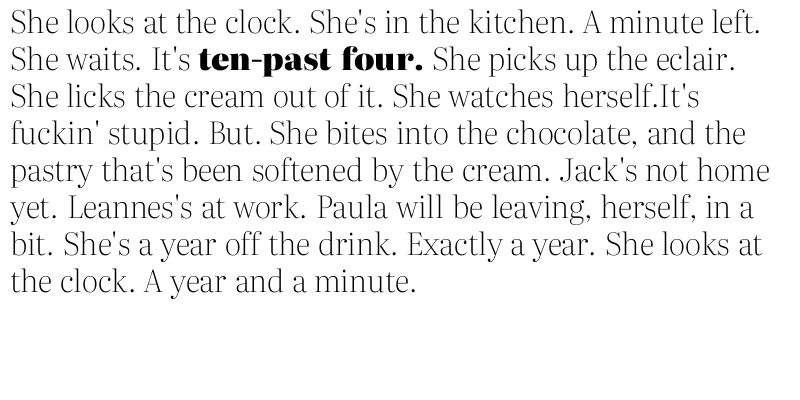 She looks at the clock. She's in the kitchen. A minute left.
She waits. It's ten-past four. She picks up the eclair.
She licks the cream out of it. She watches herself.It's
fuckin' stupid. But. She bites into the chocolate, and the
pastry that's been softened by the cream. Jack's not home
yet. Leannes's at work. Paula will be leaving, herself, in a
bit. She's a year off the drink. Exactly a year. She looks at
the clock. A year and a minute.